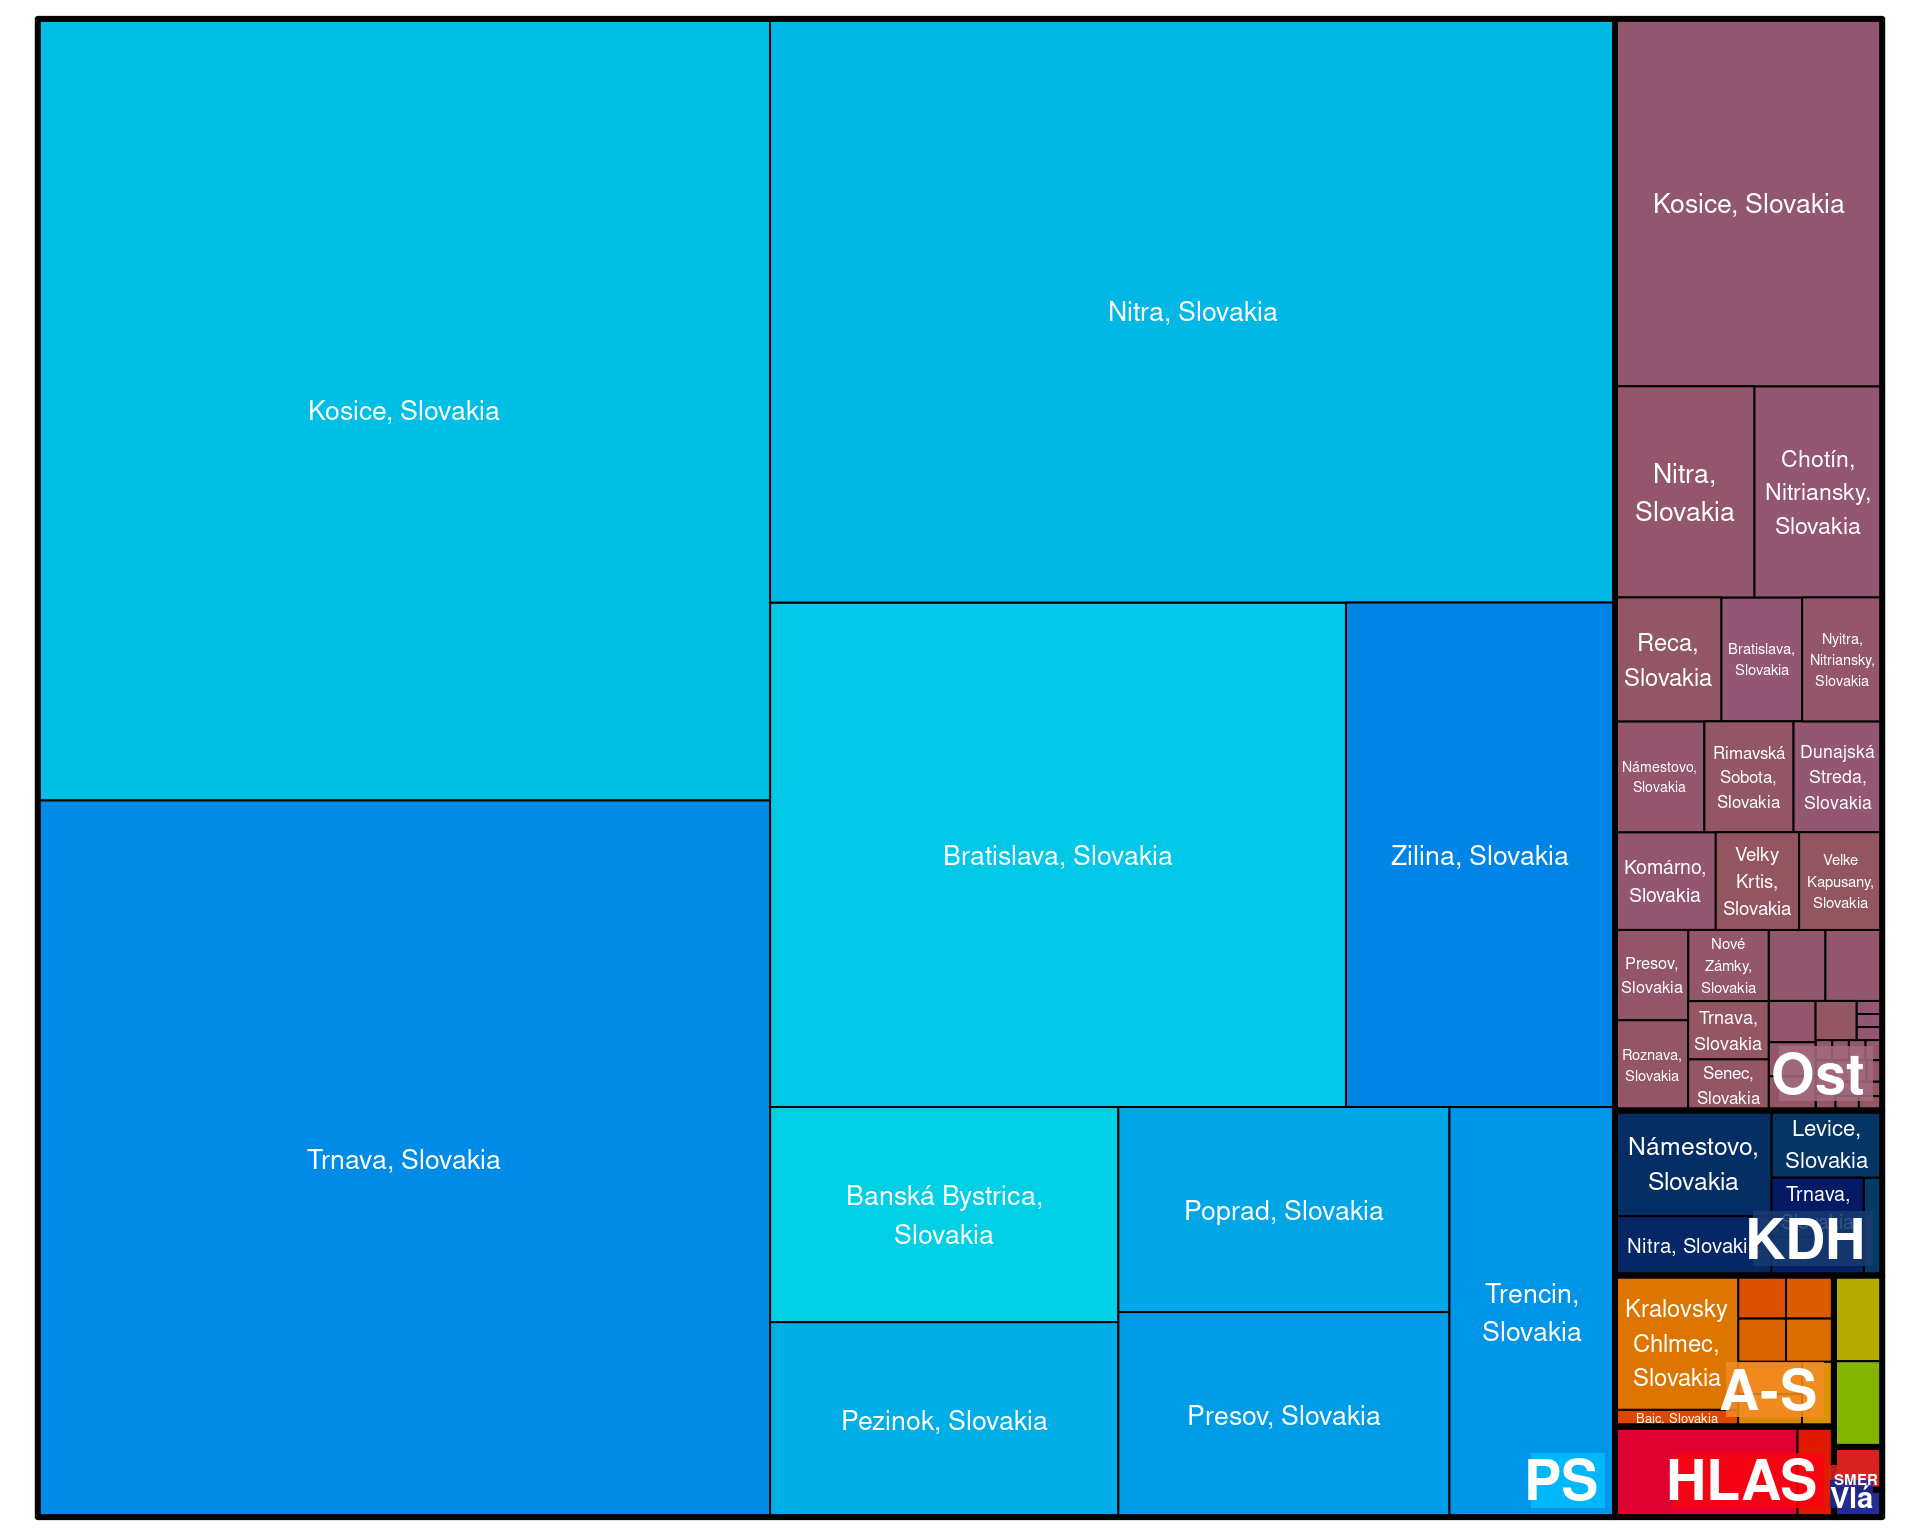 Kosice, Slovakia
Trnava, Slovakia
Nitra, Slovakia
Bratislava, Slovakia
Zilina, Slovakia
Banská Bystrica,
Slovakia
Pezinok, Slovakia
Poprad, Slovakia
Presov, Slovakia
Trencin,
Slovakia
PS
Kosice, Slovakia
Nitra,
Slovakia
Chotín,
Nitriansky,
Slovakia
Reca,
Slovakia
Bratislava,
Slovakia
Nyitra,
Nitriansky,
Slovakia
Námestovo,
Slovakia
Rimavská
Sobota,
Slovakia
Dunajská
Streda,
Slovakia
Komárno,
Slovakia
Velky
Krtis,
Slovakia
Velke
Kapusany,
Slovakia
Presov,
Slovakia
Roznava,
Slovakia
Nové
Zámky,
Slovakia
Trnava,
Slovakia
Senec,
Slovakia
Ost
Námestovo,
Slovakia
Levice,
Slovakia
Trnava,
Slovakia
Nitra, Slovaki
KDH
Kralovsky
Chlmec,
Slovakia
Bajc, Slovakia
A-S
HLAS
SMER
Vlá